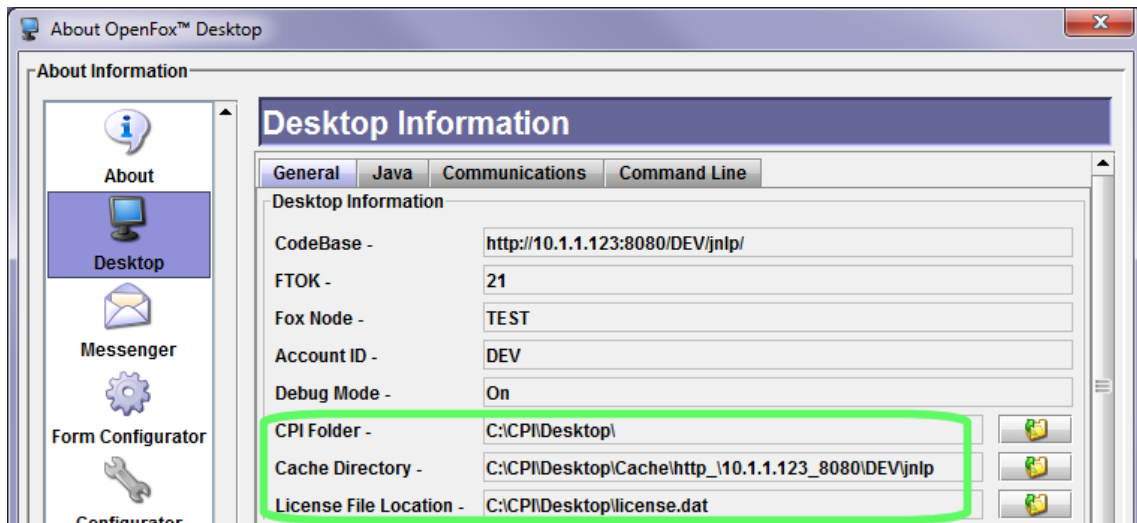 About OpenFox™ Desktop
About Information
About
Desktop
Messenger
Form Configurator
Configurator
Desktop Information
General Java Communications Command Line
Desktop Information
CodeBase - http://10.1.1.123:8080/DEV/jnlp/
FTOK - 21
Fox Node - TEST
Account ID - DEV
Debug Mode - On
CPI Folder - C:\CPI\Desktop\
Cache Directory - C:\CPI\Desktop\Cache\http_\10.1.1.123_8080\DEV\jnlp
License File Location - C:\CPI\Desktop\license.dat